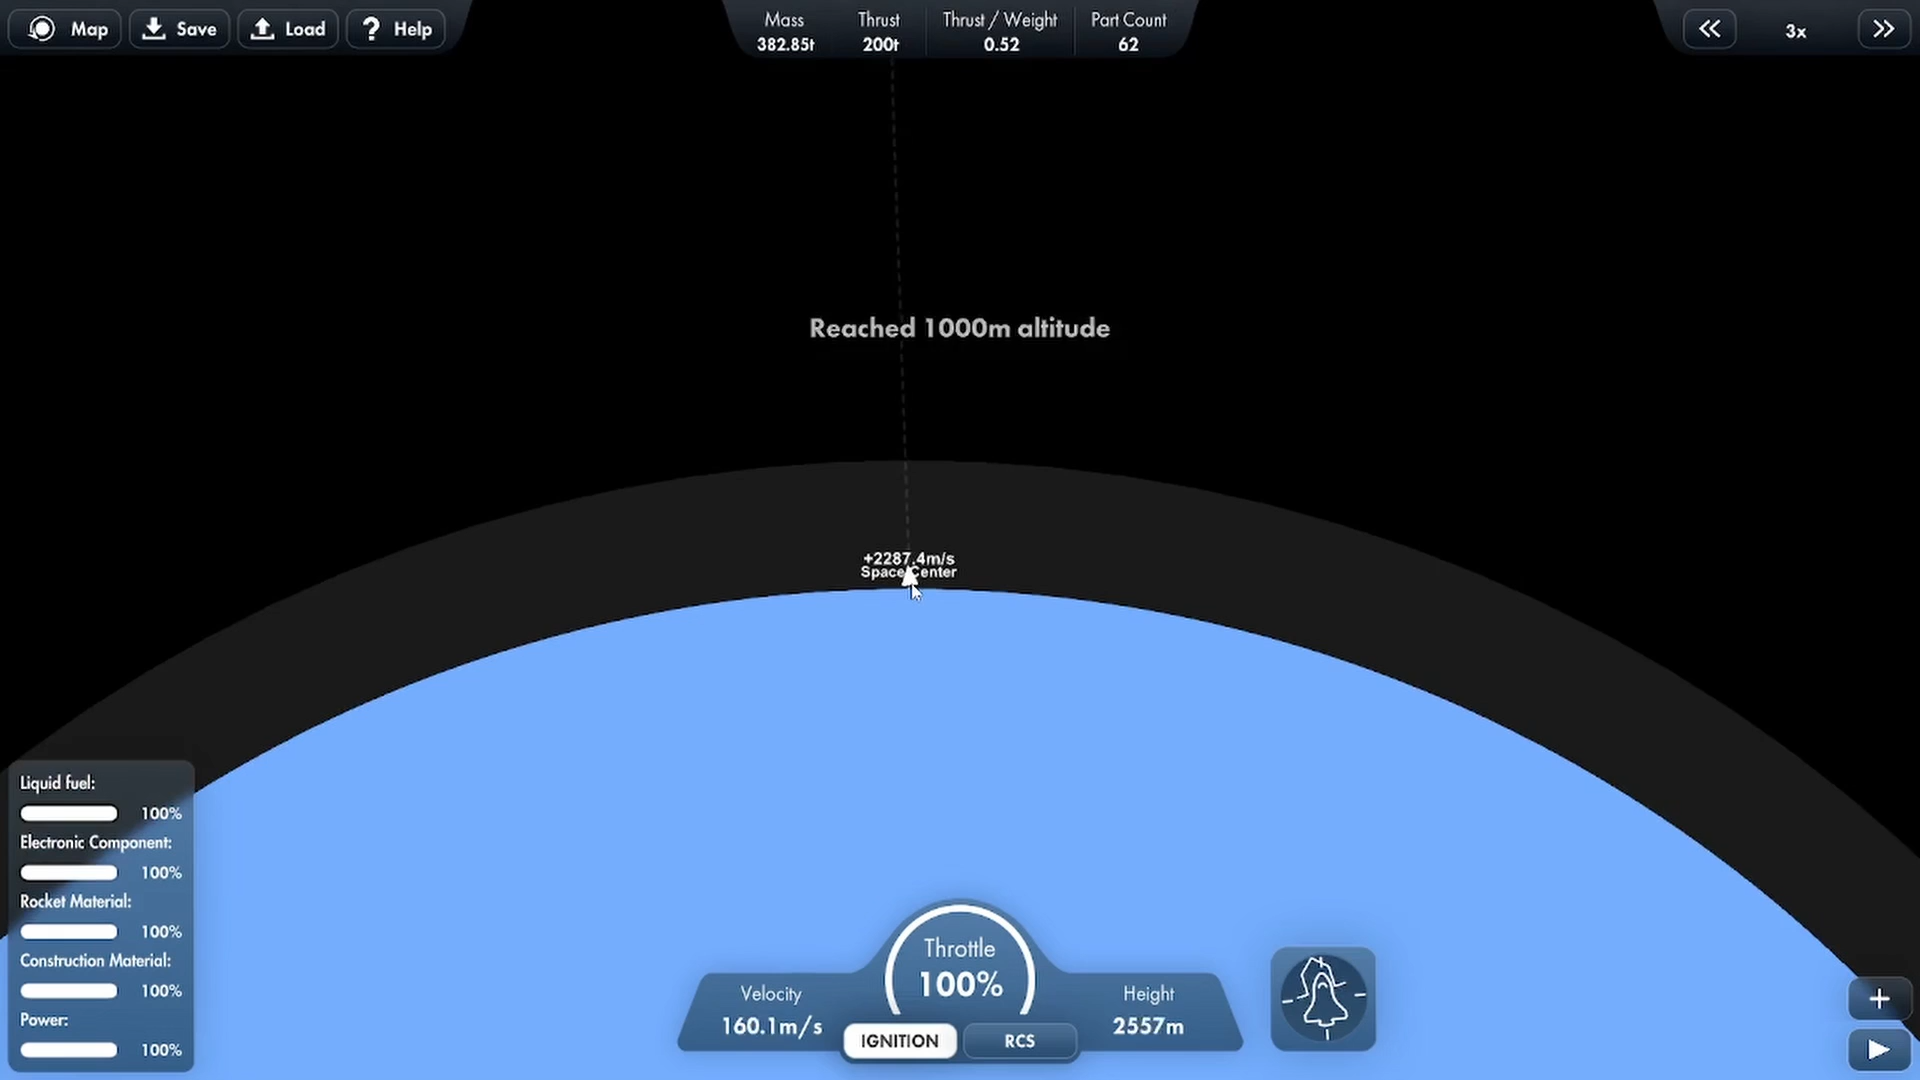 Map
Save
Load
Help
Mass
382.85t
Thrust
200t
Thrust / Weight
0.52
Part Count
62
3x
Reached 1000m altitude
+2287.4m/s
Space Center
Liquid fuel:
100%
Electronic Component:
100%
Rocket Material:
100%
Construction Material:
100%
Power:
100%
Throttle
100%
Velocity
160.1m/s
Height
2557m
IGNITION
RCS